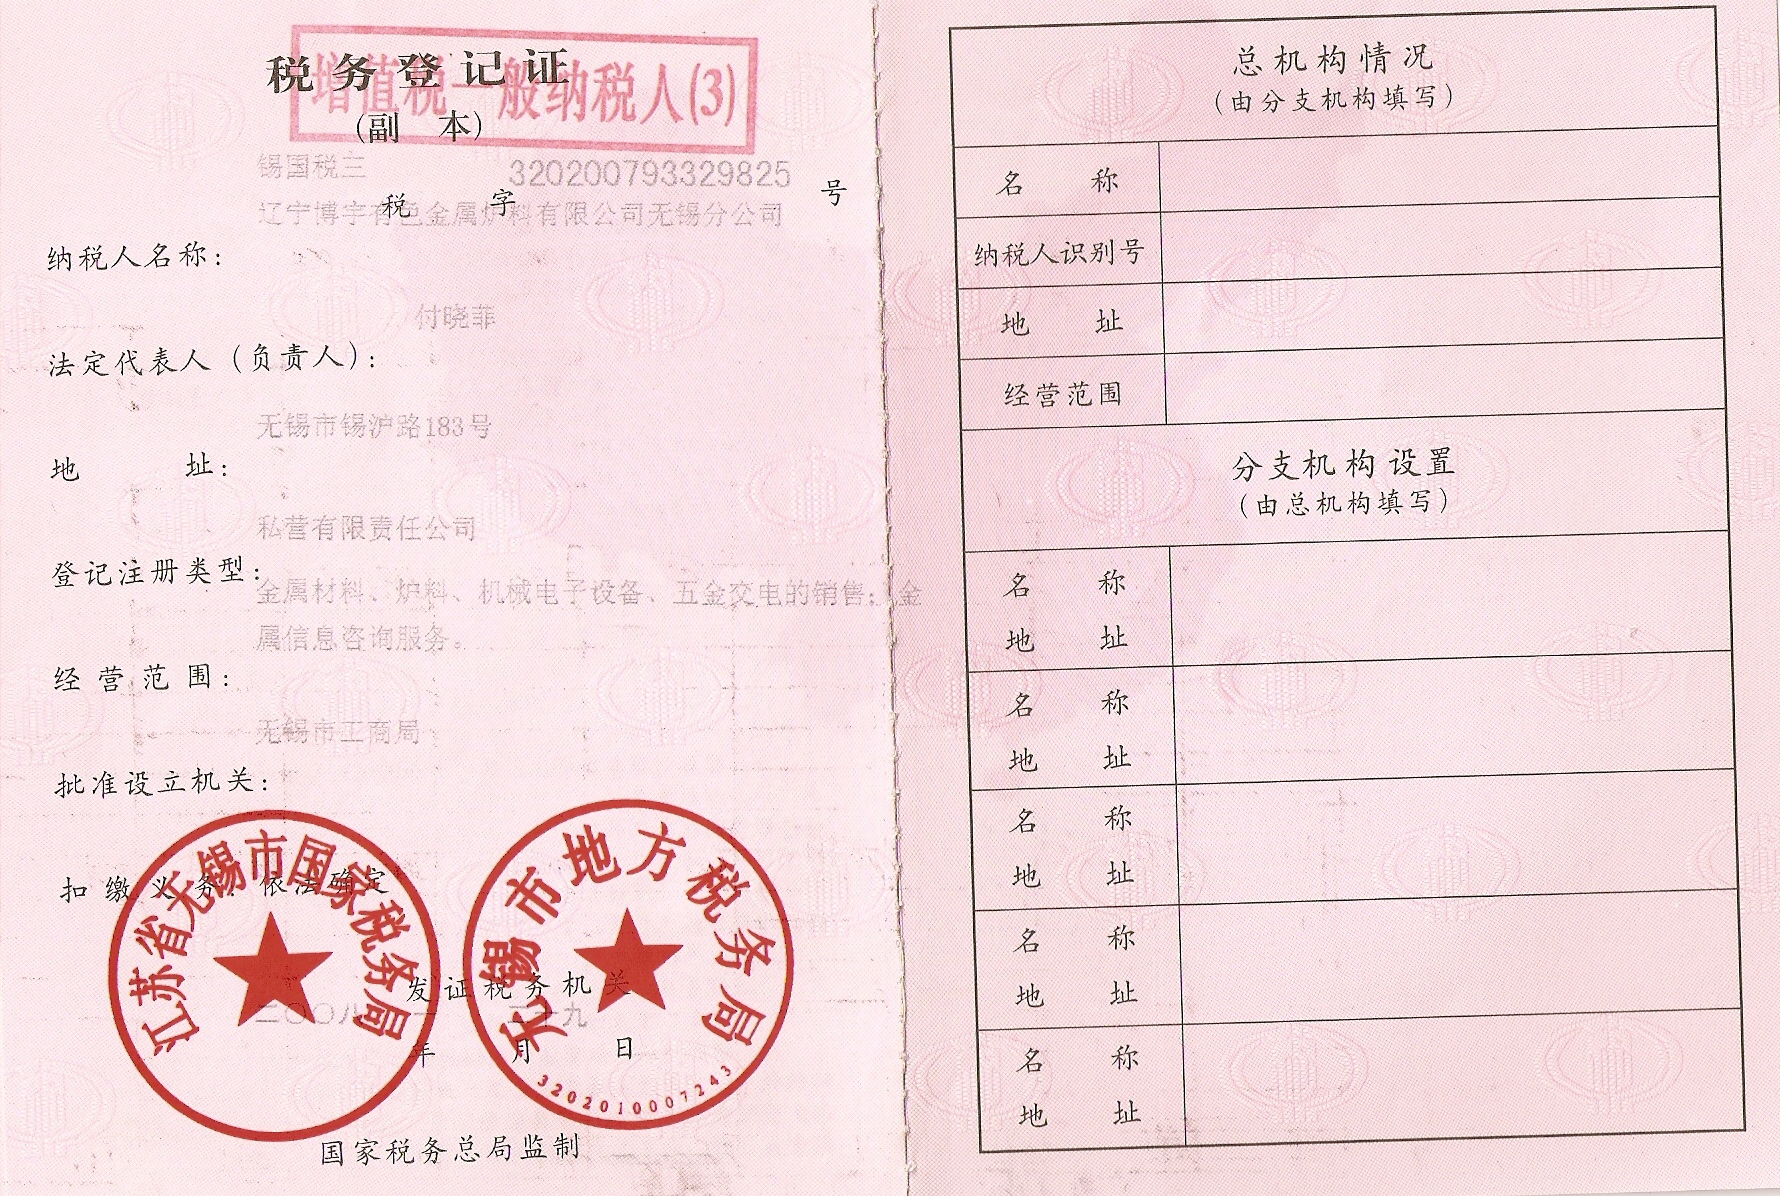 税务登记证
增值税一般纳税人(3)
(副 本)
锡国税三 320200793329825
税 字 号
辽宁博宇有色金属炉料有限公司无锡分公司
纳税人名称：
付晓菲
法定代表人（负责人）：
无锡市锡沪路183号
地 址：
私营有限责任公司
登记注册类型：
金属材料、炉料、机械电子设备、五金交电的销售；金
属信息咨询服务。
经营范围：
无锡市工商局
批准设立机关：
扣缴义务：依法确定
江苏省无锡市国家税务局
无锡市地方税务局
3202010007243
发证税务机关
二〇〇八 一 二十九
年 月 日
国家税务总局监制
总机构情况
（由分支机构填写）
名 称
纳税人识别号
地 址
经营范围
分支机构设置
（由总机构填写）
名 称
地 址
名 称
地 址
名 称
地 址
名 称
地 址
名 称
地 址